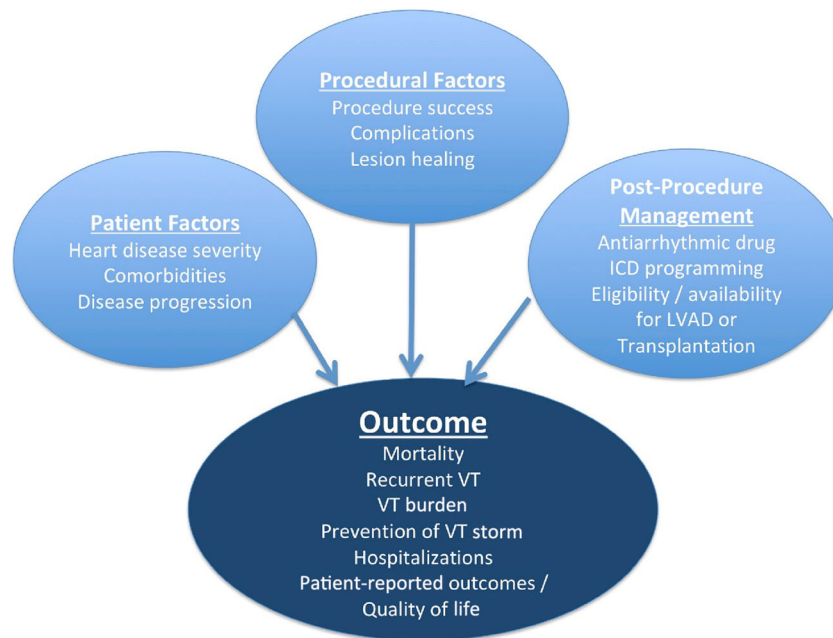 Procedural Factors
Procedure success
Complications
Lesion healing
Patient Factors
Heart disease severity
Comorbidities
Disease progression
Post-Procedure
Management
Antiarrhythmic drug
ICD programming
Eligibility / availability
for LVAD or
Transplantation
Outcome
Mortality
Recurrent VT
VT burden
Prevention of VT storm
Hospitalizations
Patient-reported outcomes /
Quality of life